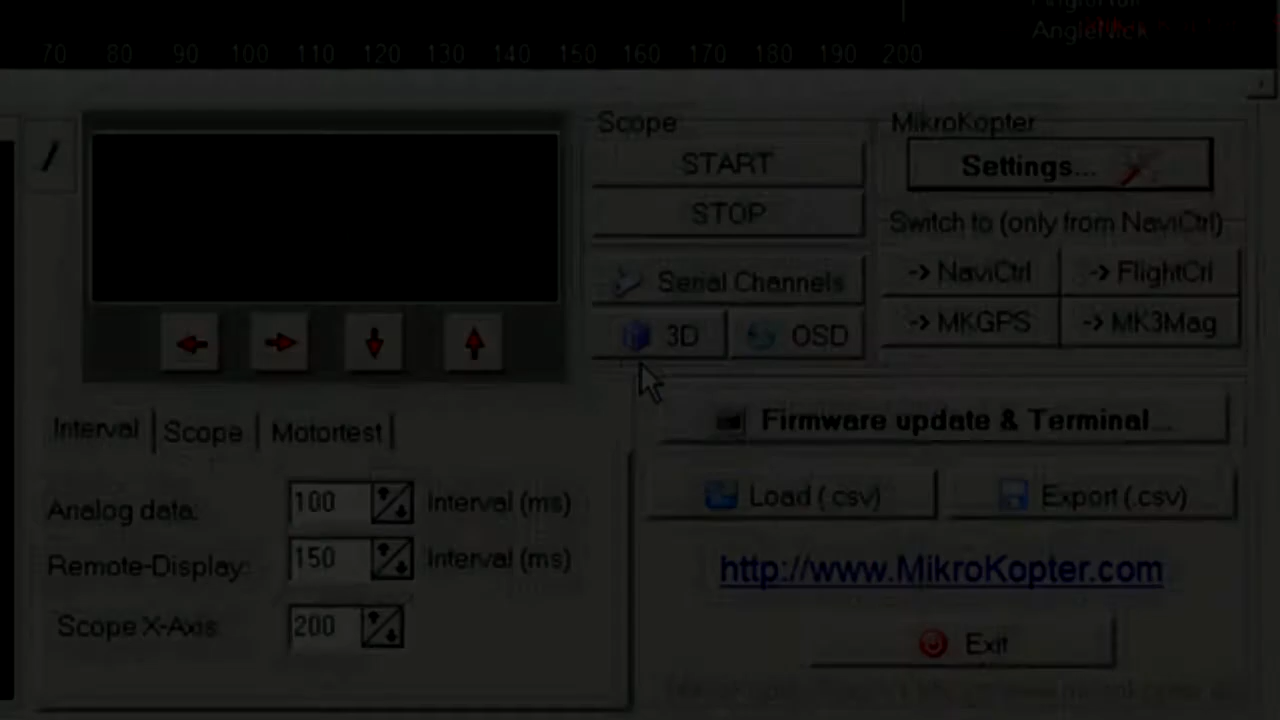 70 80 90 100 110 120 130 140 150 160 170 180 190 200
Scope
START
STOP
Serial Channels
3D OSD
MikroKopter
Settings...
Switch to (only from NaviCtrl)
-> NaviCtrl -> FlightCtrl
-> MKGPS -> MK3Mag
Interval Scope Motortest
Analog data: 100 Interval (ms)
Remote-Display: 150 Interval (ms)
Scope X-Axis: 200
Firmware update & Terminal...
Load (.csv) Export (.csv)
http://www.MikroKopter.com
Exit